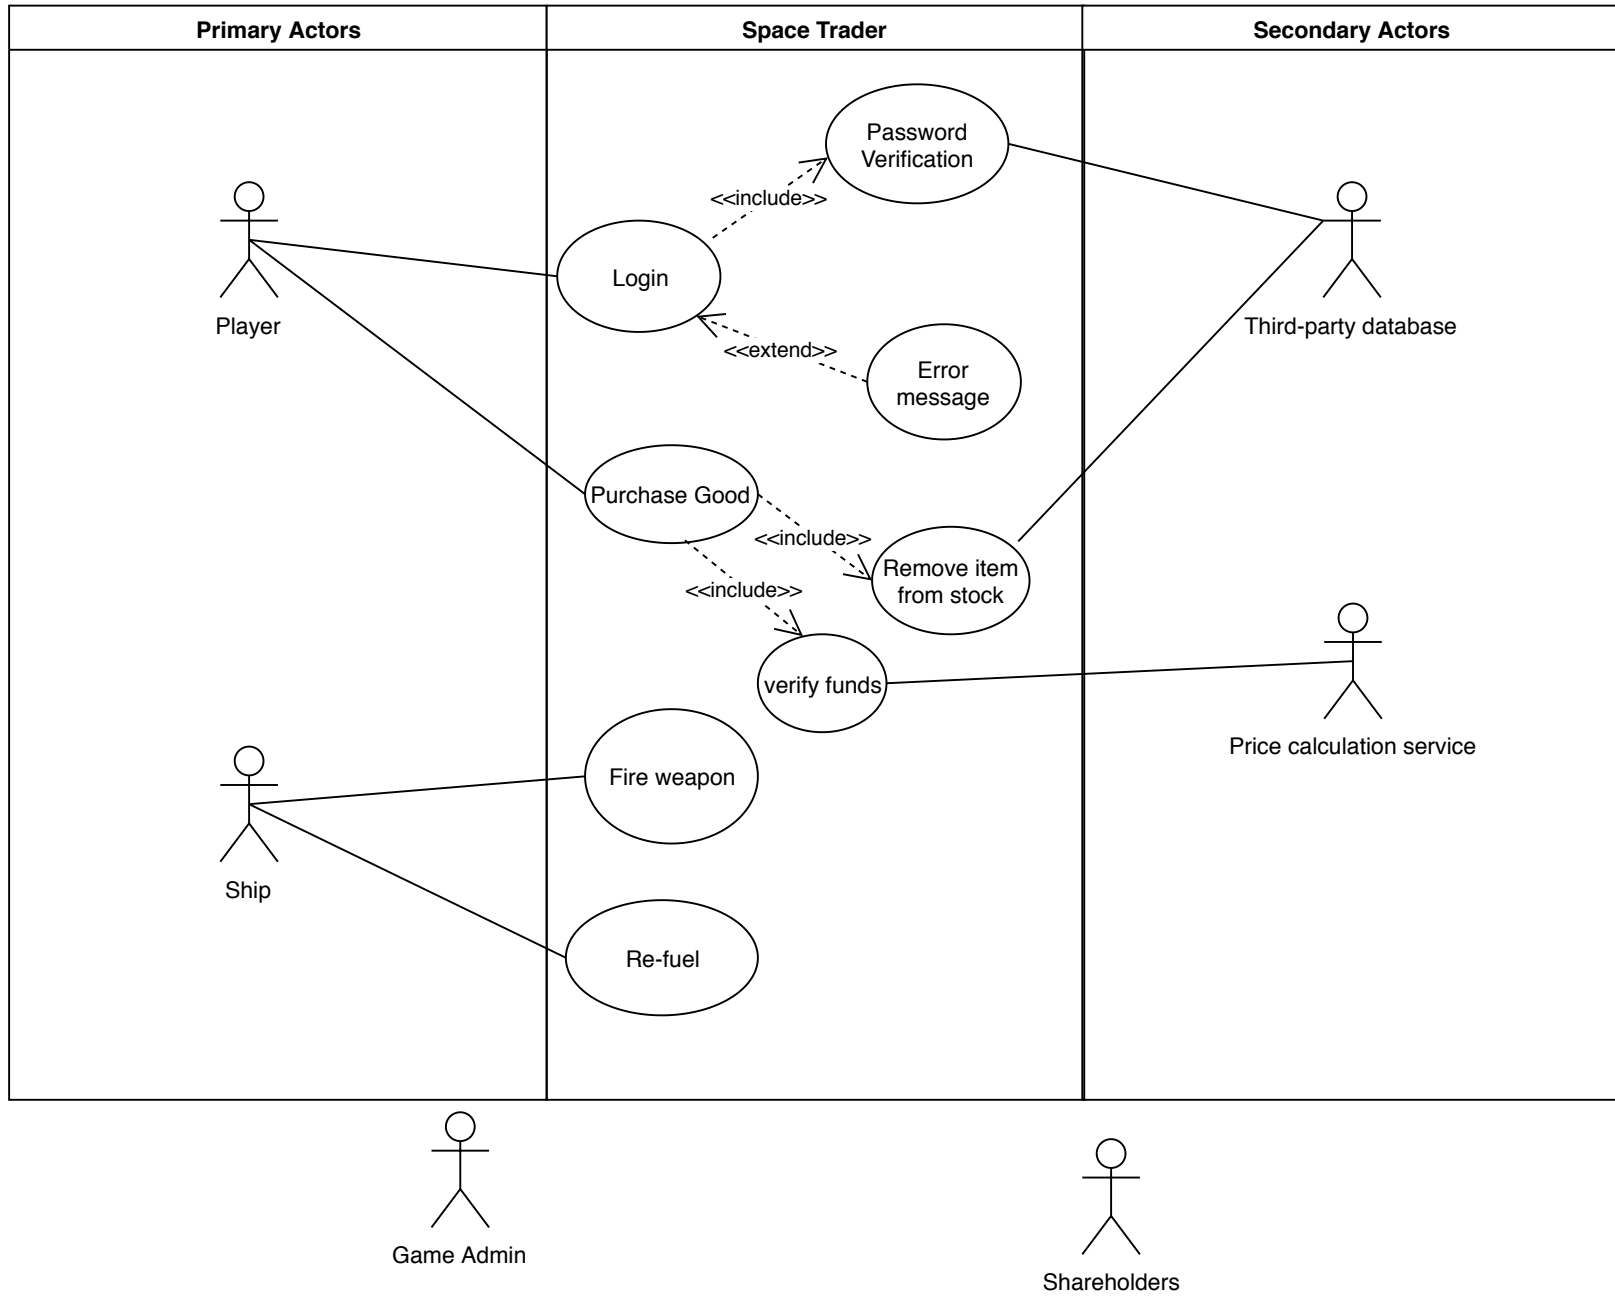 Primary Actors
Space Trader
Secondary Actors
Password
Verification
<<include>>
Login
Player
Third-party database
<<extend>>
Error
message
Purchase Good
<<include>>
Remove item
from stock
<<include>>
verify funds
Price calculation service
Fire weapon
Ship
Re-fuel
Game Admin
Shareholders